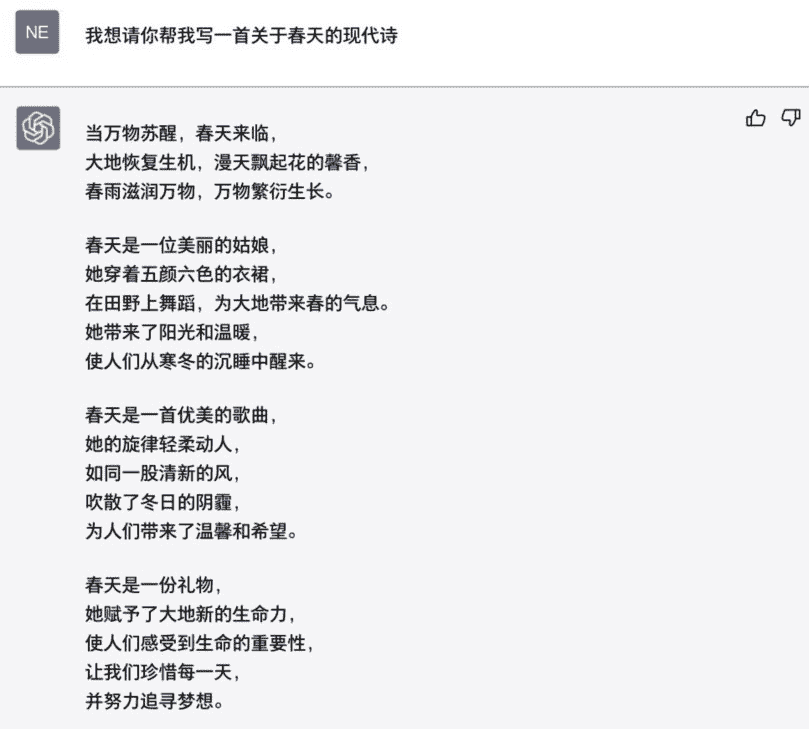 NE
我想请你帮我写一首关于春天的现代诗
当万物苏醒，春天来临，
大地恢复生机，漫天飘起花的馨香，
春雨滋润万物，万物繁衍生长。
春天是一位美丽的姑娘，
她穿着五颜六色的衣裙，
在田野上舞蹈，为大地带来春的气息。
她带来了阳光和温暖，
使人们从寒冬的沉睡中醒来。
春天是一首优美的歌曲，
她的旋律轻柔动人，
如同一股清新的风，
吹散了冬日的阴霾，
为人们带来了温馨和希望。
春天是一份礼物，
她赋予了大地新的生命力，
使人们感受到生命的重要性，
让我们珍惜每一天，
并努力追寻梦想。